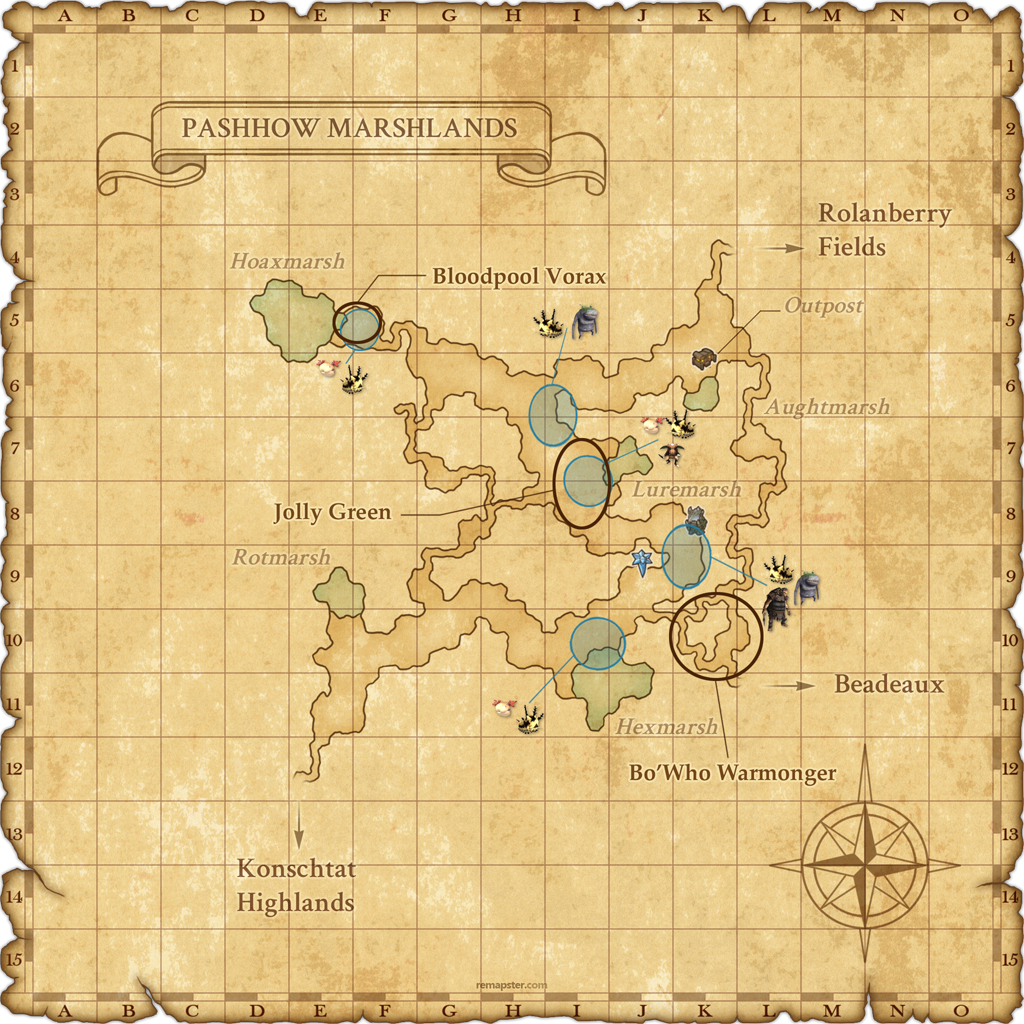 A B C D E F G H I J K L M N O
1 1
PASHHOW MARSHLANDS
2 2
3 3
Rolanberry
Fields
4 4
Hoaxmarsh
Bloodpool Vorax
Outpost
5 5
6 6
Aughtmarsh
7 7
Luremarsh
Jolly Green
8 8
Rotmarsh
9 9
10 10
Beadeaux
11 11
Hexmarsh
12 12
Bo'Who Warmonger
13 13
Konschtat
Highlands
14 14
15 15
remapster.com
A B C D E F G H I J K L M N O